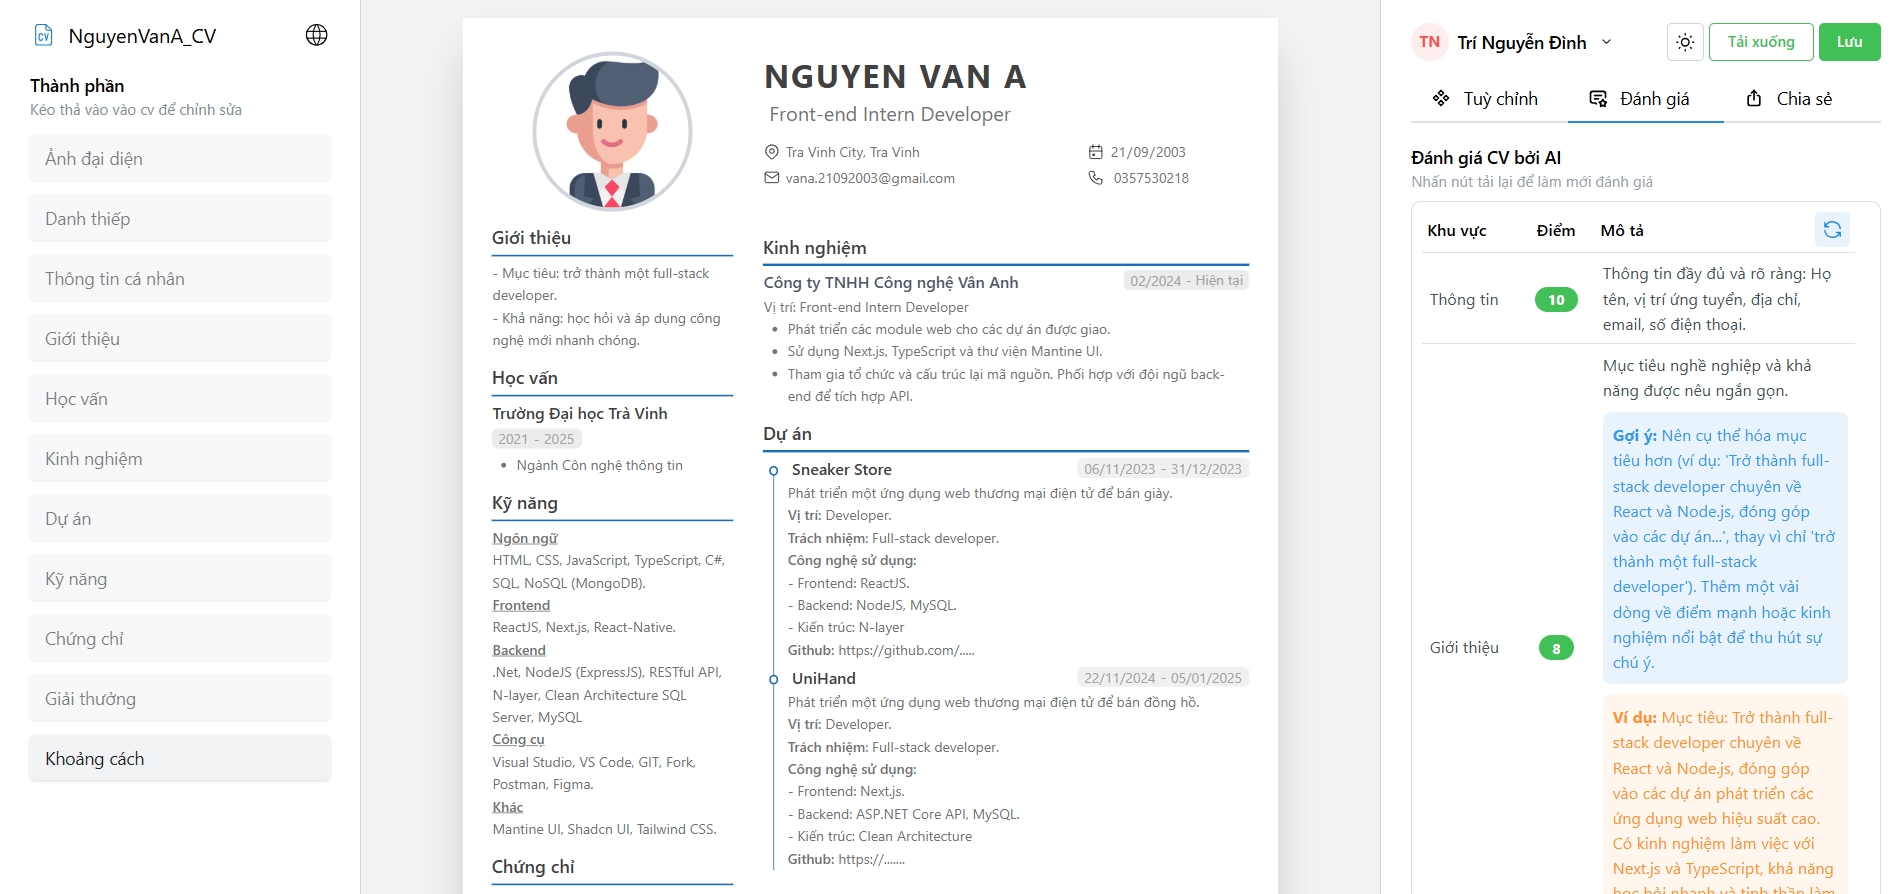 NguyenVanA_CV
Thành phần
Kéo thả vào vào cv để chỉnh sửa
Ảnh đại diện
Danh thiếp
Thông tin cá nhân
Giới thiệu
Học vấn
Kinh nghiệm
Dự án
Kỹ năng
Chứng chỉ
Giải thưởng
Khoảng cách
NGUYEN VAN A
Front-end Intern Developer
Tra Vinh City, Tra Vinh
21/09/2003
vana.21092003@gmail.com
0357530218
Giới thiệu
- Mục tiêu: trở thành một full-stack
developer.
- Khả năng: học hỏi và áp dụng công
nghệ mới nhanh chóng.
Học vấn
Trường Đại học Trà Vinh
2021 - 2025
• Ngành Côn nghệ thông tin
Kỹ năng
Ngôn ngữ
HTML, CSS, JavaScript, TypeScript, C#,
SQL, NoSQL (MongoDB).
Frontend
ReactJS, Next.js, React-Native.
Backend
.Net, NodeJS (ExpressJS), RESTful API,
N-layer, Clean Architecture SQL
Server, MySQL
Công cụ
Visual Studio, VS Code, GIT, Fork,
Postman, Figma.
Khác
Mantine UI, Shadcn UI, Tailwind CSS.
Chứng chỉ
Kinh nghiệm
Công ty TNHH Công nghệ Vân Anh
02/2024 - Hiện tại
Vị trí: Front-end Intern Developer
• Phát triển các module web cho các dự án được giao.
• Sử dụng Next.js, TypeScript và thư viện Mantine UI.
• Tham gia tổ chức và cấu trúc lại mã nguồn. Phối hợp với đội ngũ back-
end để tích hợp API.
Dự án
Sneaker Store
06/11/2023 - 31/12/2023
Phát triển một ứng dụng web thương mại điện tử để bán giày.
Vị trí: Developer.
Trách nhiệm: Full-stack developer.
Công nghệ sử dụng:
- Frontend: ReactJS.
- Backend: NodeJS, MySQL.
- Kiến trúc: N-layer
Github: https://github.com/.....
UniHand
22/11/2024 - 05/01/2025
Phát triển một ứng dụng web thương mại điện tử để bán đồng hồ.
Vị trí: Developer.
Trách nhiệm: Full-stack developer.
Công nghệ sử dụng:
- Frontend: Next.js.
- Backend: ASP.NET Core API, MySQL.
- Kiến trúc: Clean Architecture
Github: https://.......
TN
Trí Nguyễn Đình
Tải xuống
Lưu
Tuỳ chỉnh
Đánh giá
Chia sẻ
Đánh giá CV bởi AI
Nhấn nút tải lại để làm mới đánh giá
Khu vực
Điểm
Mô tả
Thông tin
10
Thông tin đầy đủ và rõ ràng: Họ
tên, vị trí ứng tuyển, địa chỉ,
email, số điện thoại.
Giới thiệu
8
Mục tiêu nghề nghiệp và khả
năng được nêu ngắn gọn.
Gợi ý: Nên cụ thể hóa mục
tiêu hơn (ví dụ: 'Trở thành full-
stack developer chuyên về
React và Node.js, đóng góp
vào các dự án...', thay vì chỉ 'trở
thành một full-stack
developer'). Thêm một vài
dòng về điểm mạnh hoặc kinh
nghiệm nổi bật để thu hút sự
chú ý.
Ví dụ: Mục tiêu: Trở thành full-
stack developer chuyên về
React và Node.js, đóng góp
vào các dự án phát triển các
ứng dụng web hiệu suất cao.
Có kinh nghiệm làm việc với
Next.js và TypeScript, khả năng
học hỏi nhanh và tinh thần làm